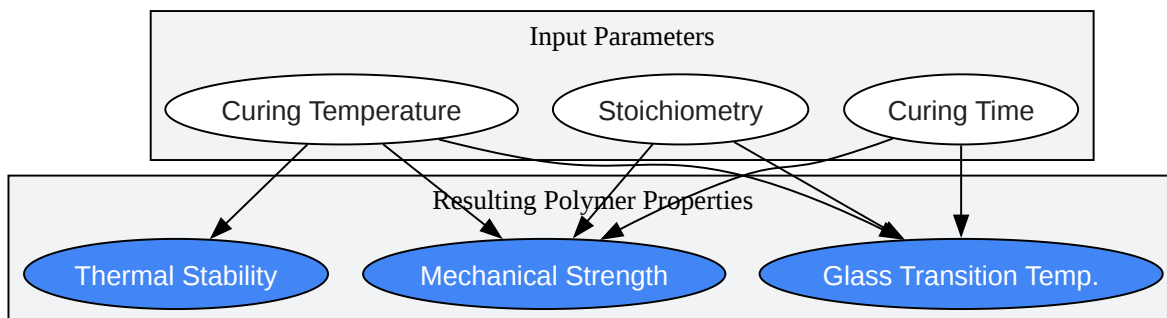 Input Parameters
Curing Temperature
Stoichiometry
Curing Time
Resulting Polymer Properties
Thermal Stability
Mechanical Strength
Glass Transition Temp.